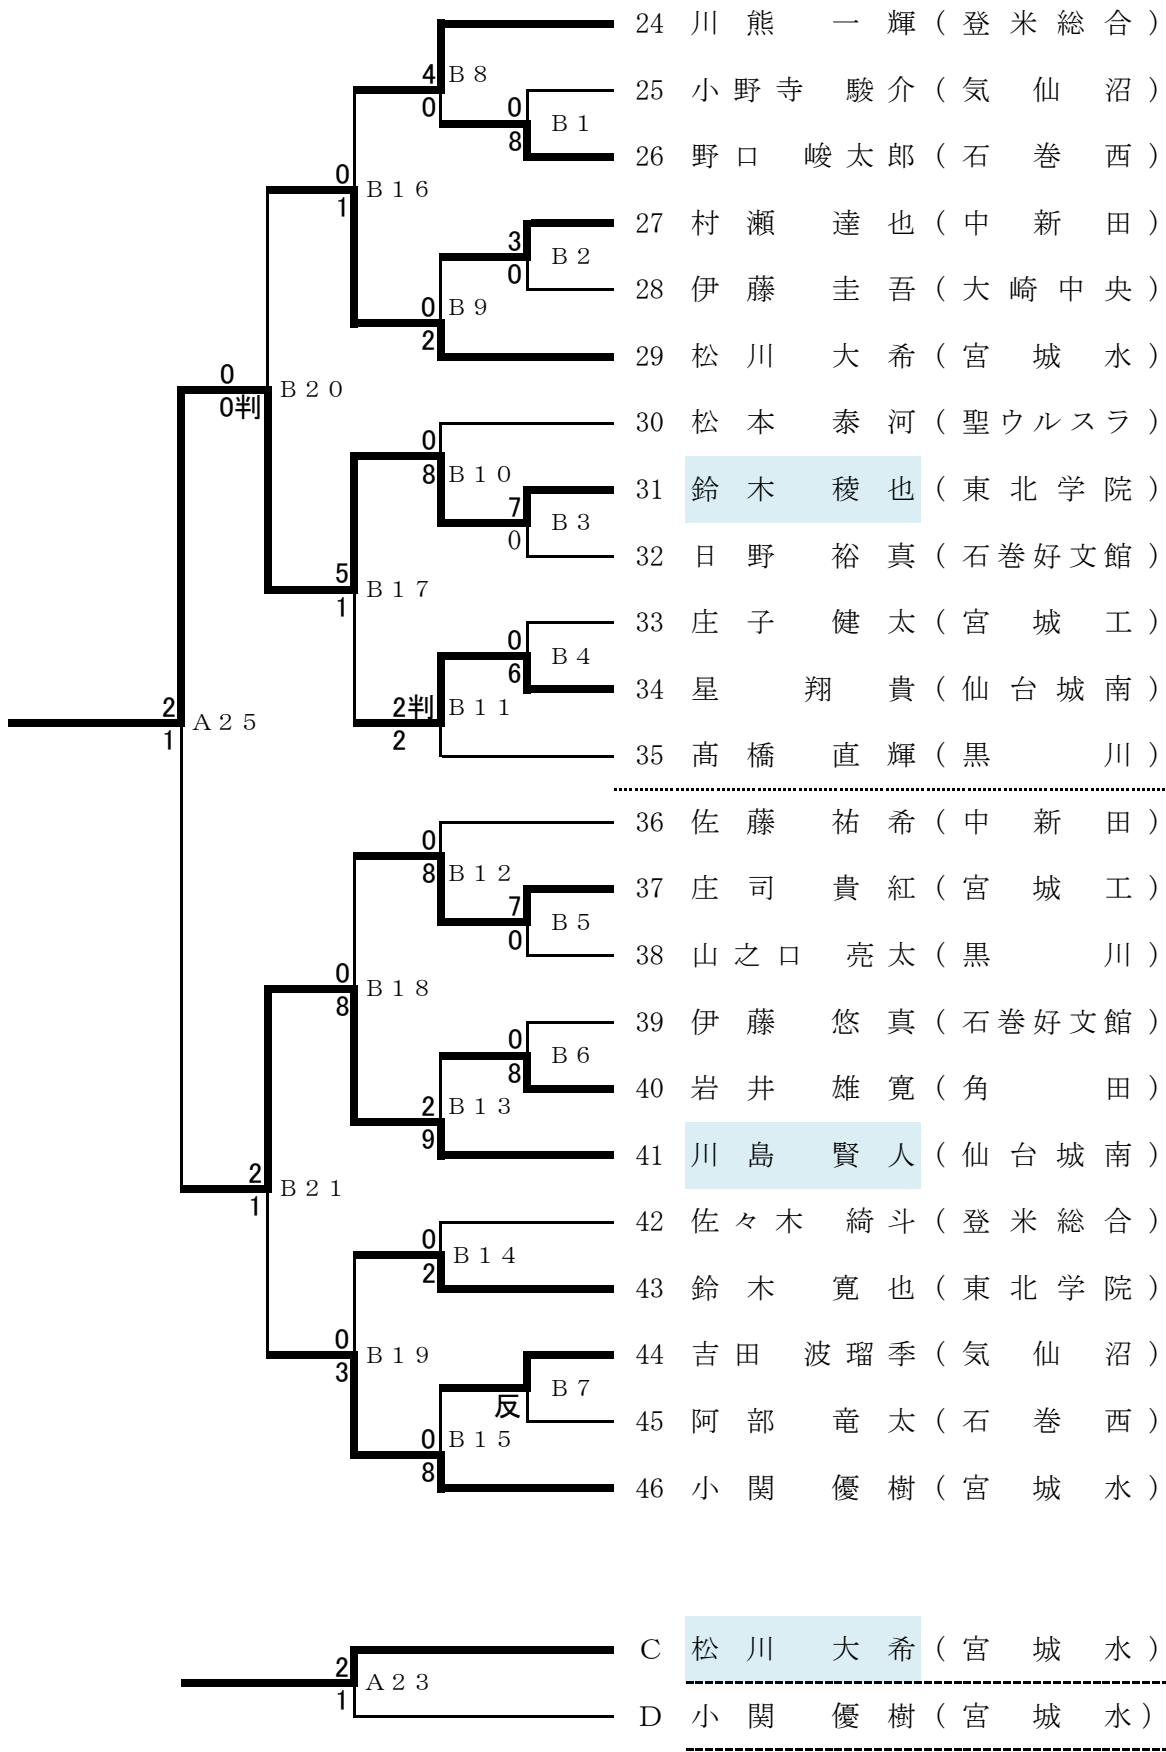 24 川熊 一輝（登米総合）
4 B8
25 小野寺 駿介（気仙沼）
0 0 B1
8
26 野口 峻太郎（石巻西）
0 B16
1
27 村瀬 達也（中新田）
3 B2
0
28 伊藤 圭吾（大崎中央）
0 B9
2
29 松川 大希（宮城水）
0 B20
0判
30 松本 泰河（聖ウルスラ）
0
8 B10
31 鈴木 稜也（東北学院）
7 B3
0
32 日野 裕真（石巻好文館）
5 B17
1
33 庄子 健太（宮城工）
0 B4
6
34 星 翔貴（仙台城南）
2判 B11
2
2 A25
1
35 髙橋 直輝（黒川）
36 佐藤 祐希（中新田）
0
8 B12
37 庄司 貴紅（宮城工）
7 B5
0
38 山之口 亮太（黒川）
0 B18
8
39 伊藤 悠真（石巻好文館）
0 B6
8
40 岩井 雄寛（角田）
2 B13
9
41 川島 賢人（仙台城南）
2 B21
1
42 佐々木 綺斗（登米総合）
0 B14
2
43 鈴木 寛也（東北学院）
0 B19
3
44 吉田 波瑠季（気仙沼）
B7
反
45 阿部 竜太（石巻西）
0 B15
8
46 小関 優樹（宮城水）
C 松川 大希（宮城水）
2 A23
1
D 小関 優樹（宮城水）